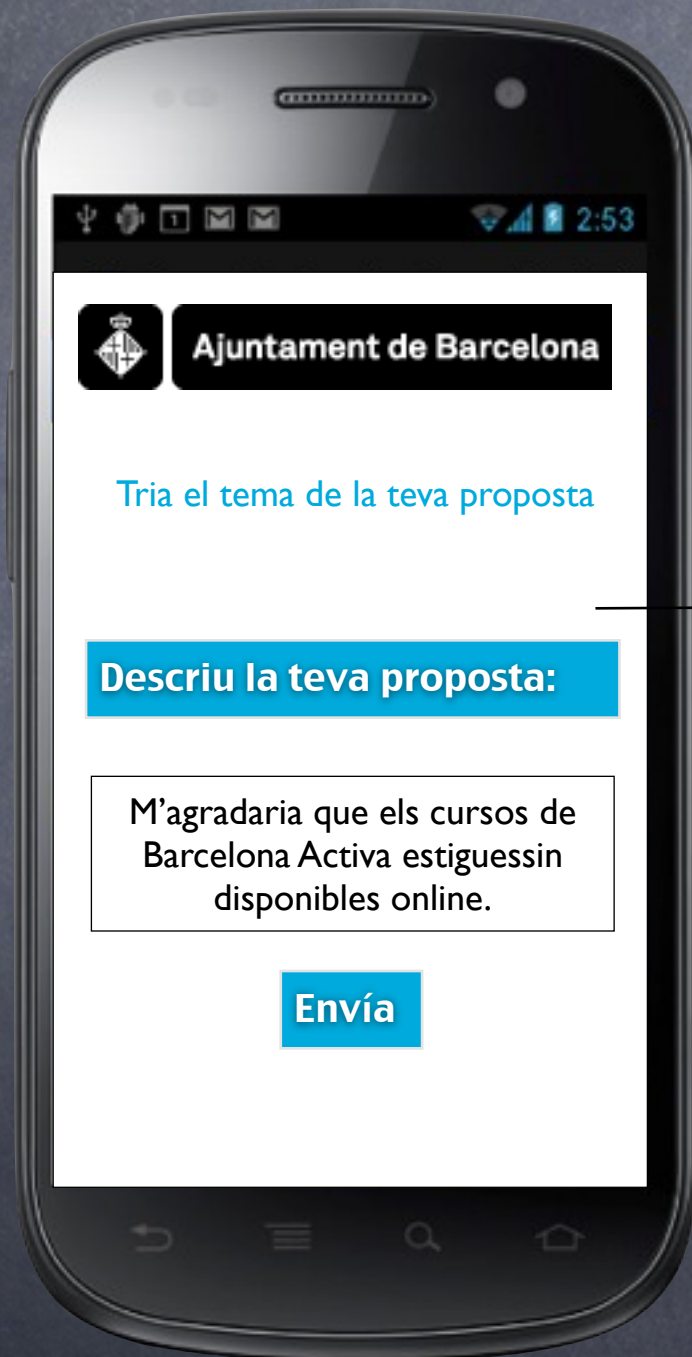 1
2:53
Ajuntament de Barcelona
Tria el tema de la teva proposta
Descriu la teva proposta:
M’agradaria que els cursos de
Barcelona Activa estiguessin
disponibles online.
Envía